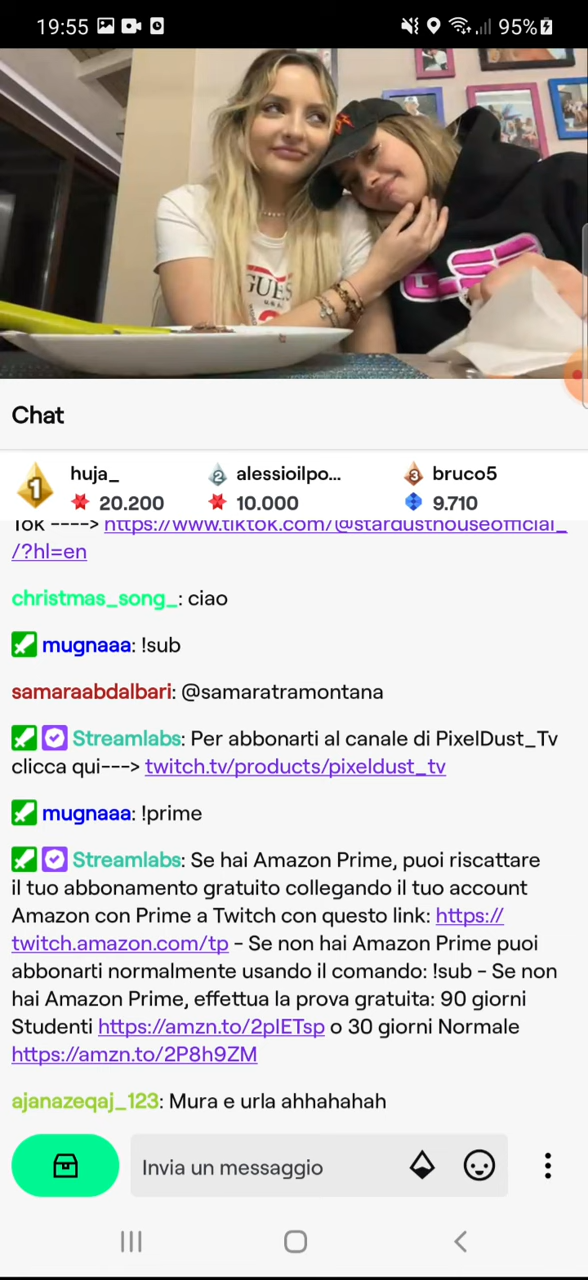 19:55 95%
GUESS
Chat
huja_ alessioilpo... bruco5
1 20.200 2 10.000 3 9.710
Tok ----> https://www.tiktok.com/@stardusthouseofficial_
/?hl=en
christmas_song_: ciao
mugnaaa: !sub
samaraabdalbari: @samaratramontana
Streamlabs: Per abbonarti al canale di PixelDust_Tv
clicca qui---> twitch.tv/products/pixeldust_tv
mugnaaa: !prime
Streamlabs: Se hai Amazon Prime, puoi riscattare
il tuo abbonamento gratuito collegando il tuo account
Amazon con Prime a Twitch con questo link: https://
twitch.amazon.com/tp - Se non hai Amazon Prime puoi
abbonarti normalmente usando il comando: !sub - Se non
hai Amazon Prime, effettua la prova gratuita: 90 giorni
Studenti https://amzn.to/2plETsp o 30 giorni Normale
https://amzn.to/2P8h9ZM
ajanazeqaj_123: Mura e urla ahhahahah
Invia un messaggio